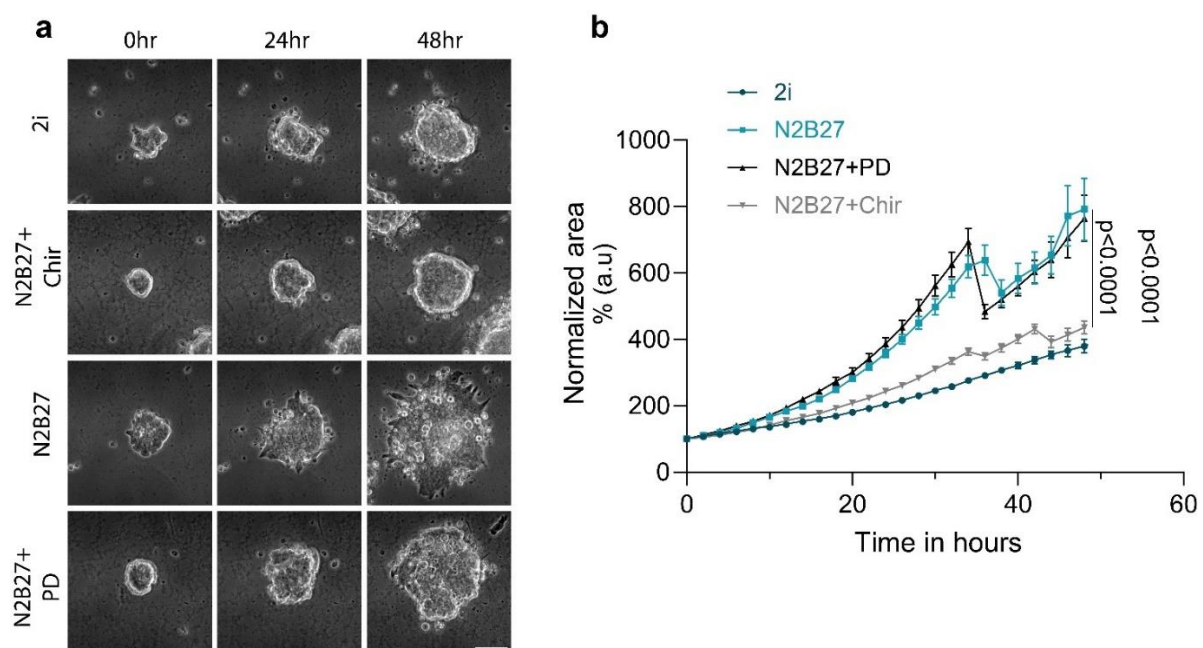 a
0hr 24hr 48hr
2i
N2B27+
Chir
N2B27
N2B27+
PD
b
2i
N2B27
N2B27+PD
N2B27+Chir
1000
800
600
400
200
0
Normalized area
% (a.u)
p<0.0001
p<0.0001
0 20 40 60
Time in hours